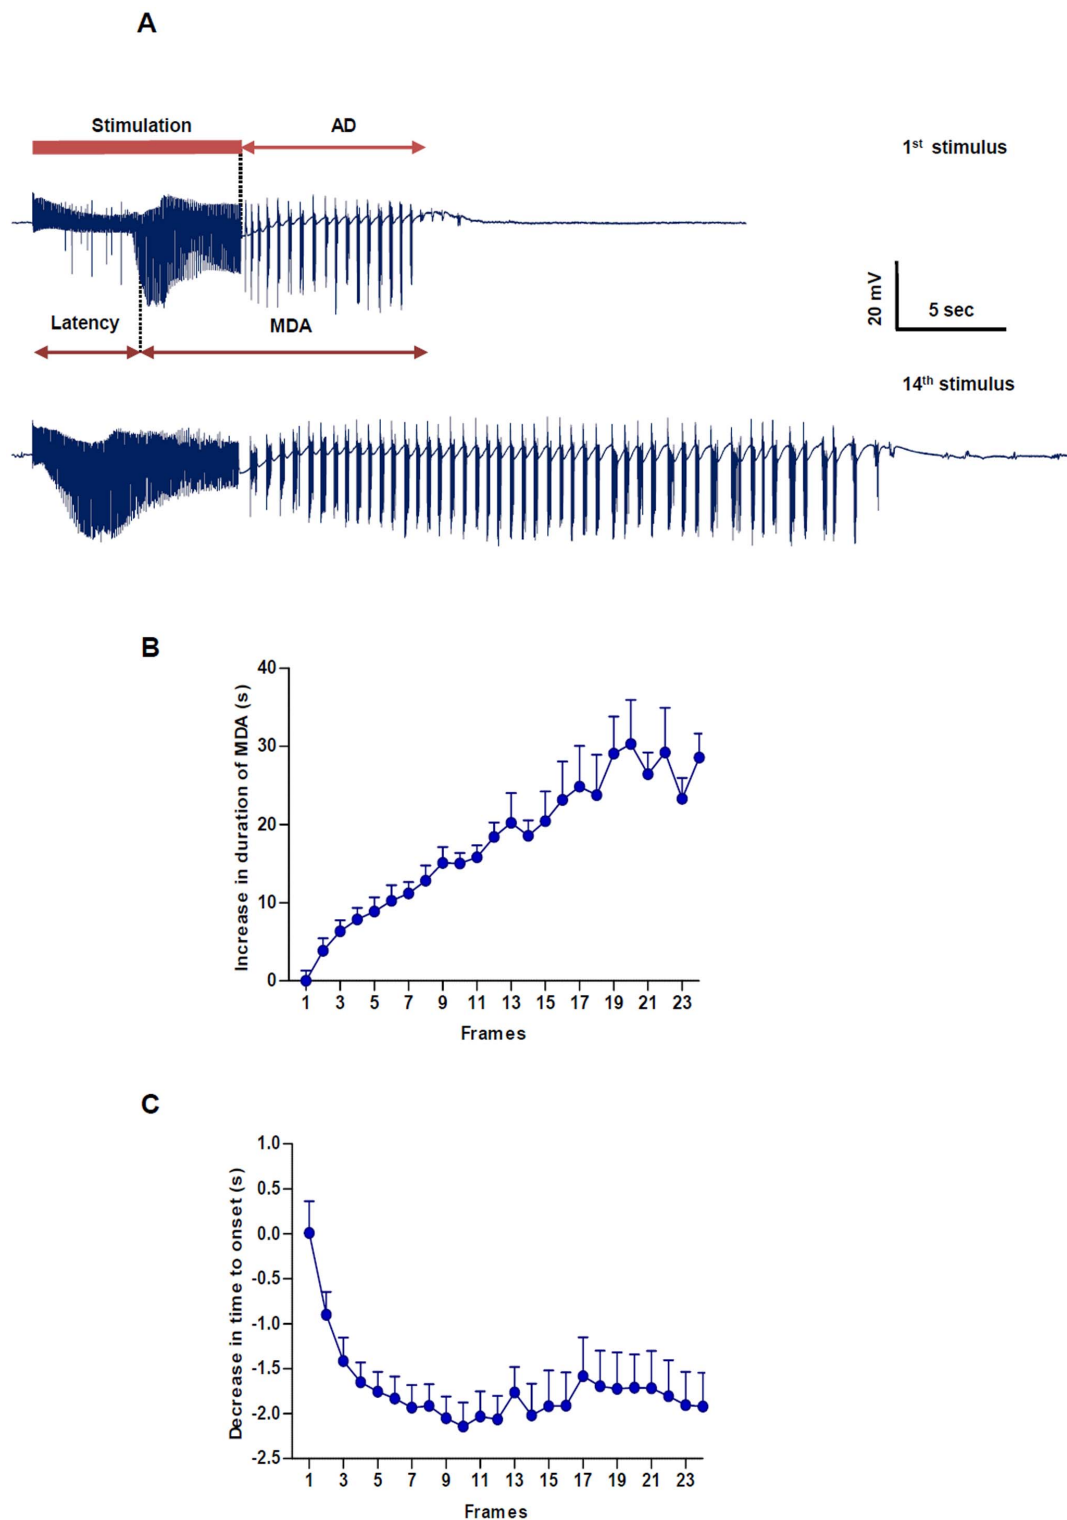 A
Stimulation AD 1st stimulus
20 mV 5 sec
Latency MDA
14th stimulus
B
Increase in duration of MDA (s)
40
30
20
10
0
1 3 5 7 9 11 13 15 17 19 21 23
Frames
C
Decrease in time to onset (s)
1.0
0.5
0.0
-0.5
-1.0
-1.5
-2.0
-2.5
1 3 5 7 9 11 13 15 17 19 21 23
Frames